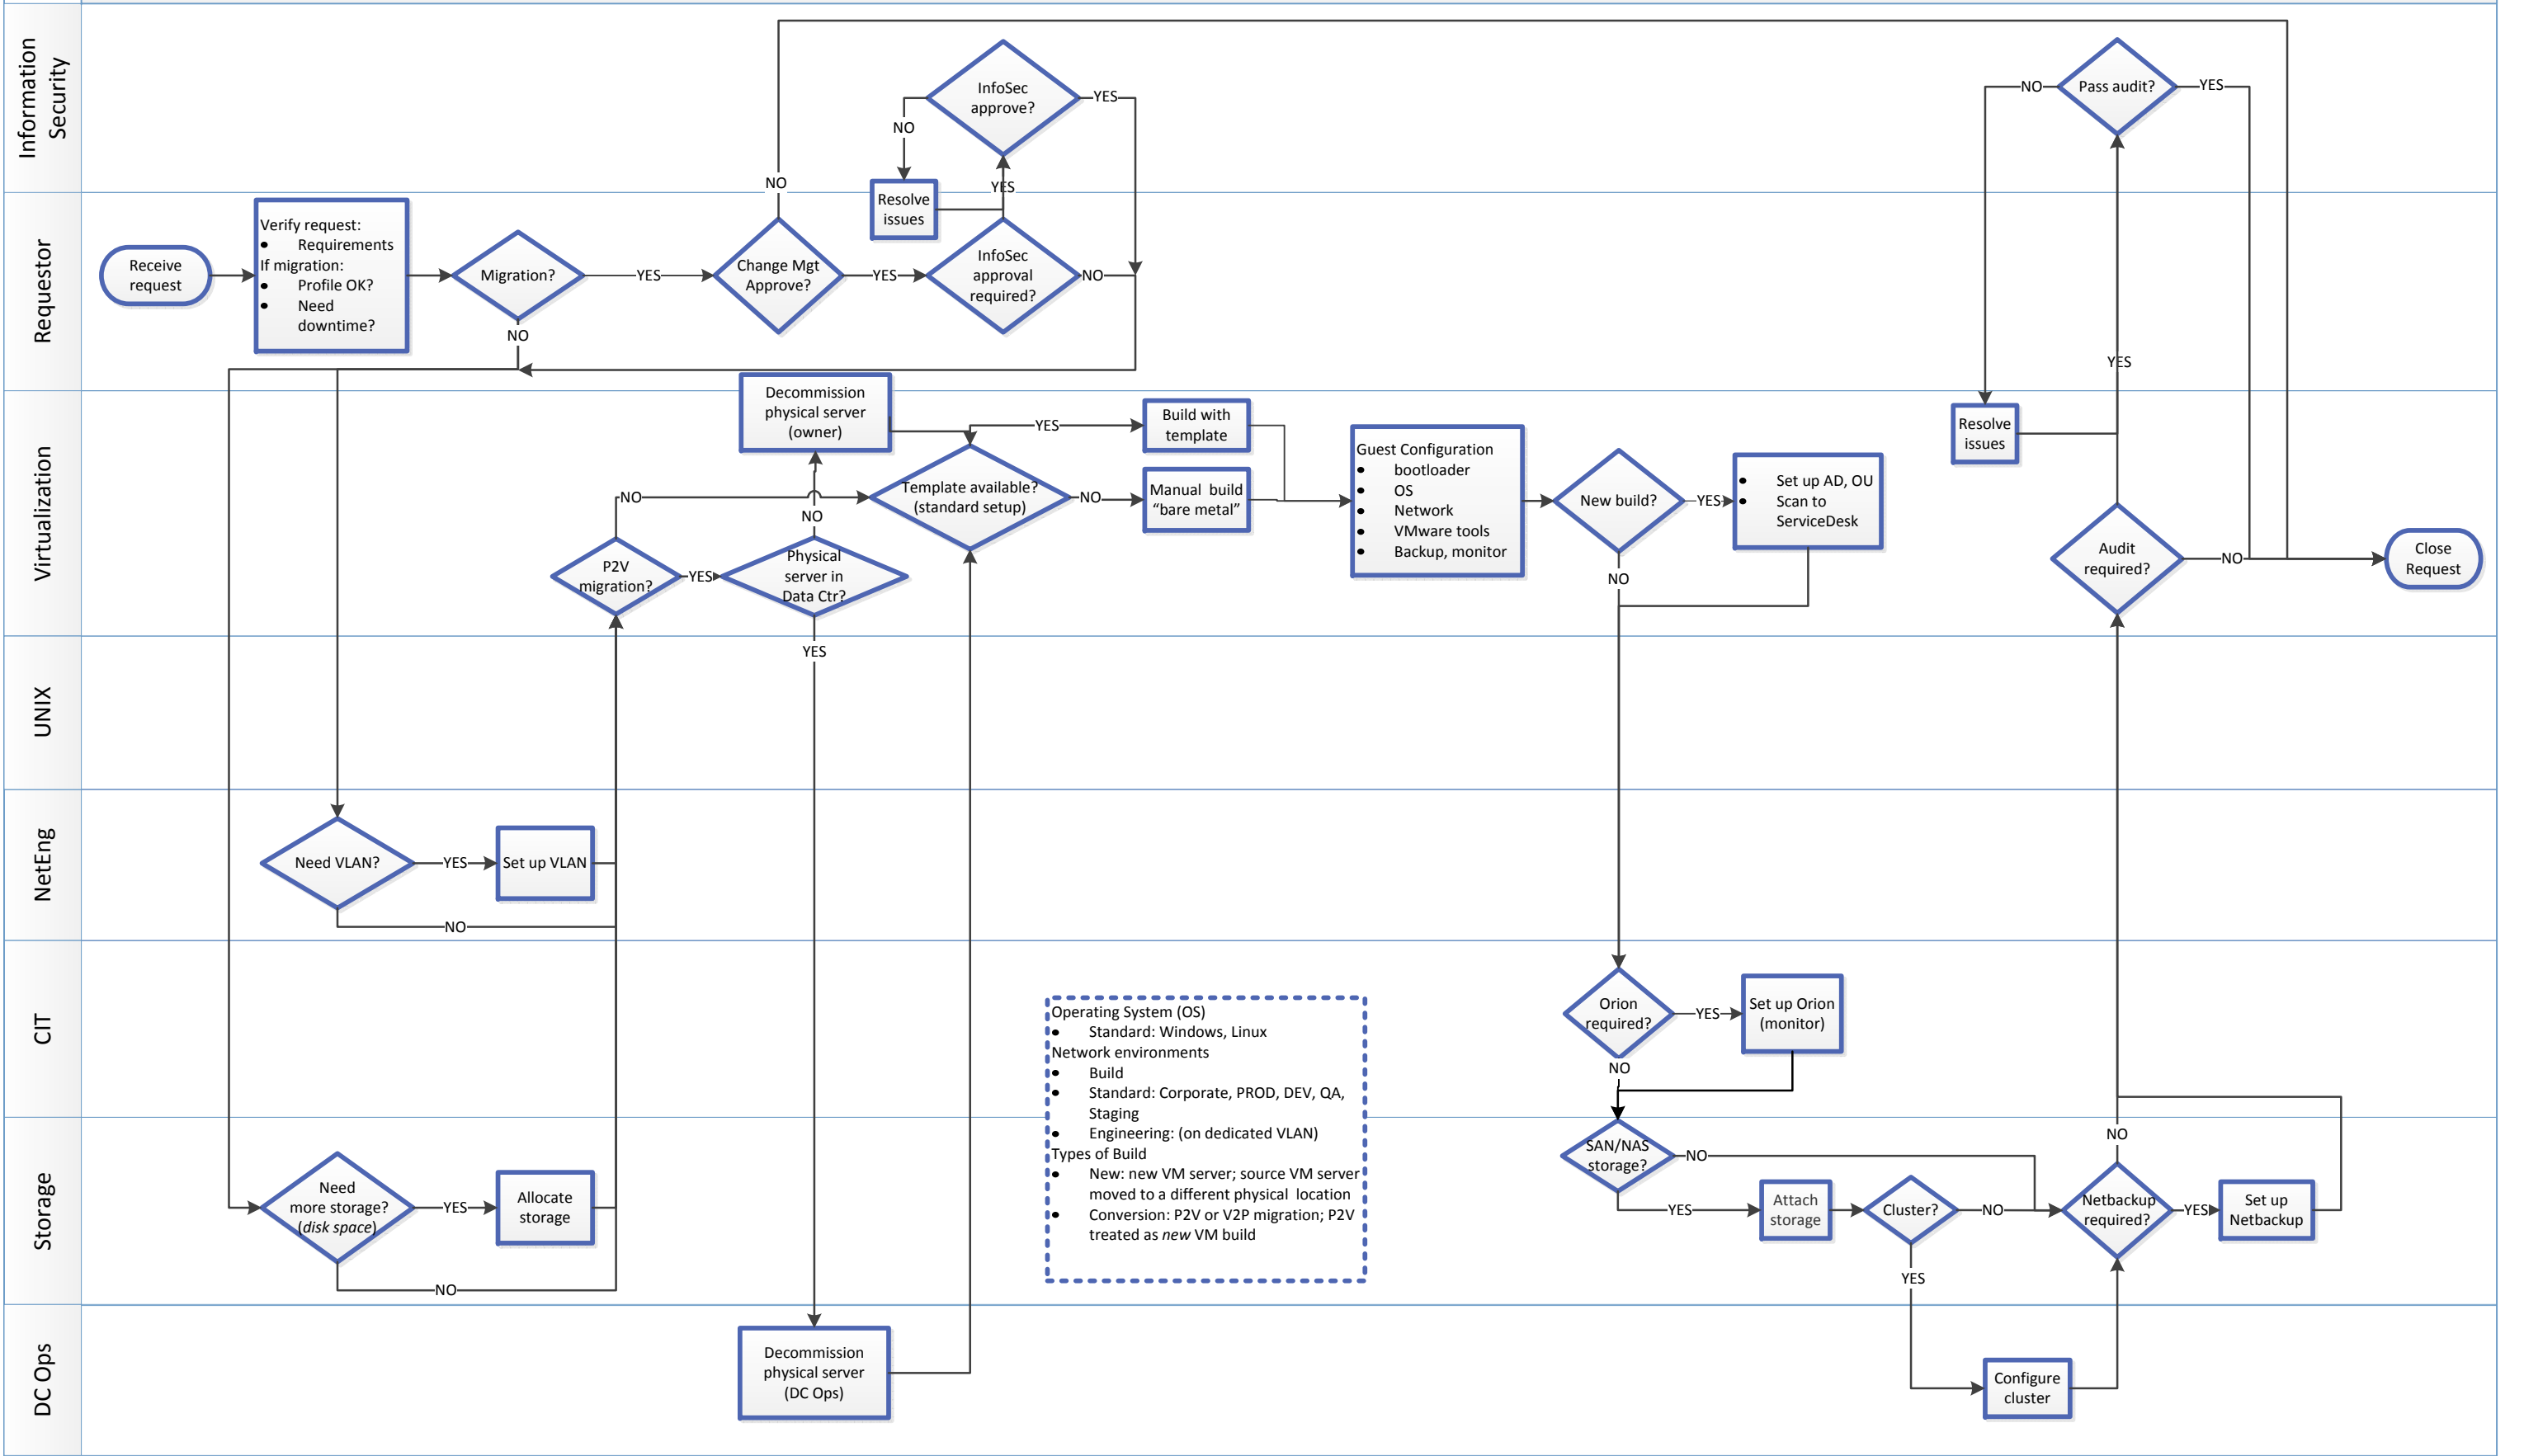 Information
Security
InfoSec
approve?
YES
NO
Pass audit?
NO
YES
NO
YES
Requestor
Receive
request
Verify request:
• Requirements
If migration:
• Profile OK?
• Need
downtime?
Migration?
YES
NO
Change Mgt
Approve?
YES
Resolve
issues
InfoSec
approval
required?
NO
YES
Virtualization
Decommission
physical server
(owner)
YES
Build with
template
Template available?
(standard setup)
NO
Manual build
“bare metal”
NO
NO
P2V
migration?
YES
Physical
server in
Data Ctr?
YES
Guest Configuration
• bootloader
• OS
• Network
• VMware tools
• Backup, monitor
New build?
YES
NO
• Set up AD, OU
• Scan to
ServiceDesk
Resolve
issues
Audit
required?
NO
Close
Request
UNIX
NetEng
Need VLAN?
YES
Set up VLAN
NO
CIT
Operating System (OS)
• Standard: Windows, Linux
Network environments
• Build
• Standard: Corporate, PROD, DEV, QA,
Staging
• Engineering: (on dedicated VLAN)
Types of Build
• New: new VM server; source VM server
moved to a different physical location
• Conversion: P2V or V2P migration; P2V
treated as new VM build
Orion
required?
YES
Set up Orion
(monitor)
NO
Storage
Need
more storage?
(disk space)
YES
Allocate
storage
NO
SAN/NAS
storage?
NO
YES
Attach
storage
Cluster?
NO
YES
NO
Netbackup
required?
YES
Set up
Netbackup
DC Ops
Decommission
physical server
(DC Ops)
Configure
cluster